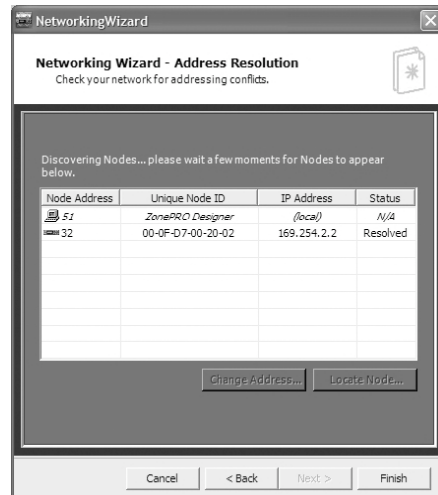 NetworkingWizard
Networking Wizard - Address Resolution
Check your network for addressing conflicts.
Discovering Nodes... please wait a few moments for Nodes to appear
below.
Node Address Unique Node ID IP Address Status
51 ZonePRO Designer (local) N/A
32 00-0F-D7-00-20-02 169.254.2.2 Resolved
Change Address... Locate Node...
Cancel < Back Next > Finish